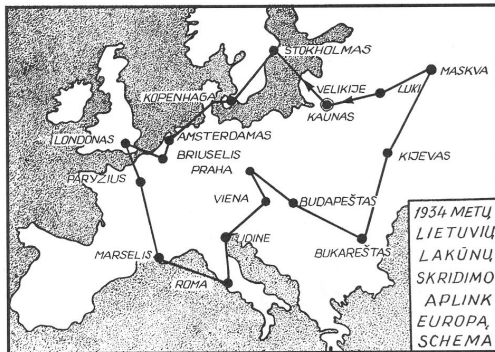 STOKHOLMAS
MASKVA
VELIKIJE
LUKI
KOPENHAGA
KAUNAS
LONDONAS
AMSTERDAMAS
BRIUSELIS
KIJEVAS
PRAHA
PARYŽIUS
VIENA
BUDAPEŠTAS
UDINE
BUKAREŠTAS
MARSELIS
ROMA
1934 METŲ
LIETUVIŲ
LAKŪNŲ
SKRIDIMO
APLINK
EUROPĄ
SCHEMA